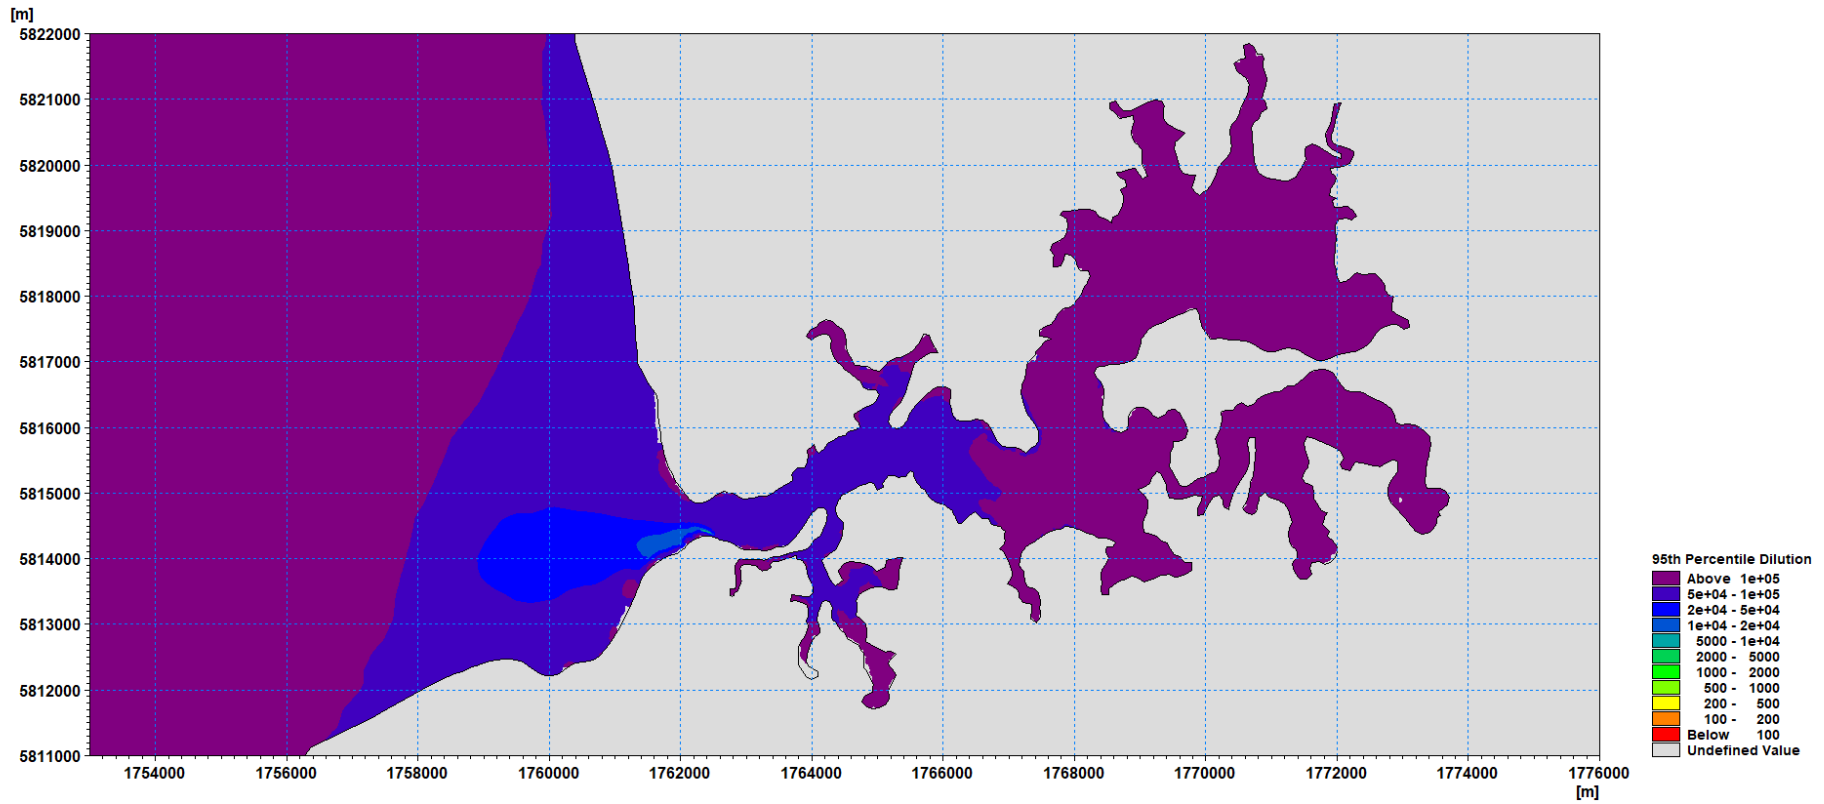 [m]
5822000
5821000
5820000
5819000
5818000
5817000
5816000
5815000
5814000
5813000
5812000
5811000
1754000 1756000 1758000 1760000 1762000 1764000 1766000 1768000 1770000 1772000 1774000 1776000
[m]
95th Percentile Dilution
Above 1e+05
5e+04 - 1e+05
2e+04 - 5e+04
1e+04 - 2e+04
5000 - 1e+04
2000 - 5000
1000 - 2000
500 - 1000
200 - 500
100 - 200
Below 100
Undefined Value